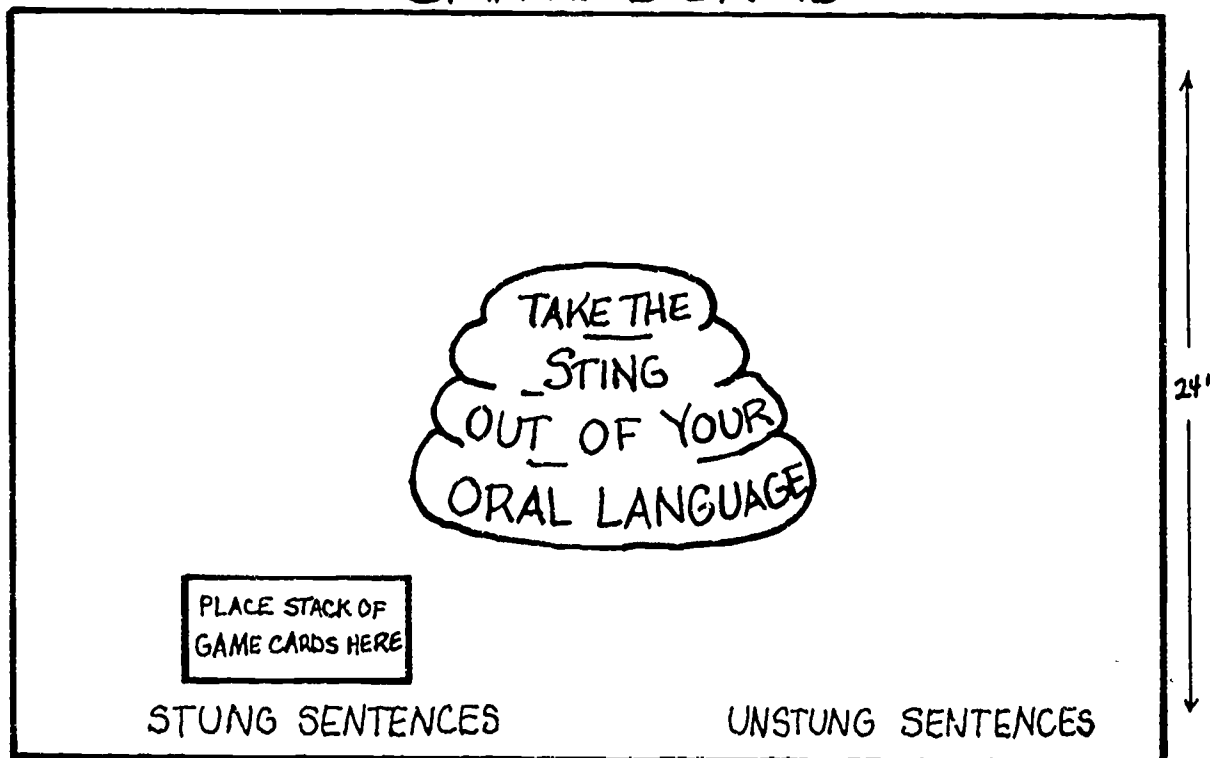 TAKE THE
STING
OUT OF YOUR
ORAL LANGUAGE
24"
PLACE STACK OF
GAME CARDS HERE
STUNG SENTENCES
UNSTUNG SENTENCES